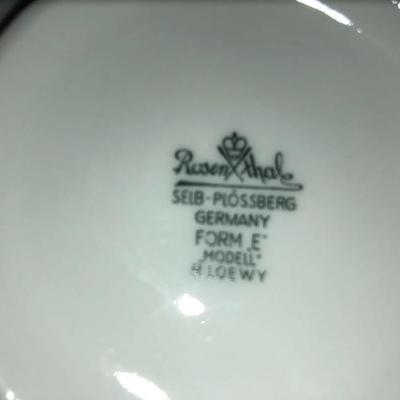 Rosenthal
SELB-PLÖSSBERG
GERMANY
FORM „E"
„MODELL"
R LOEWY